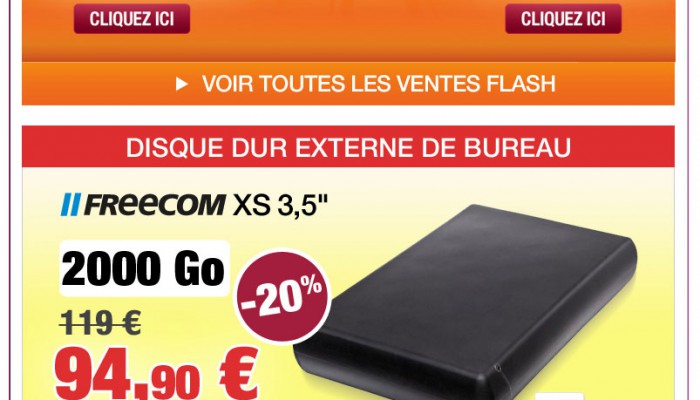 CLIQUEZ ICI CLIQUEZ ICI
► VOIR TOUTES LES VENTES FLASH
DISQUE DUR EXTERNE DE BUREAU
FREECOM XS 3,5"
2000 Go
-20%
119 €
94,90 €